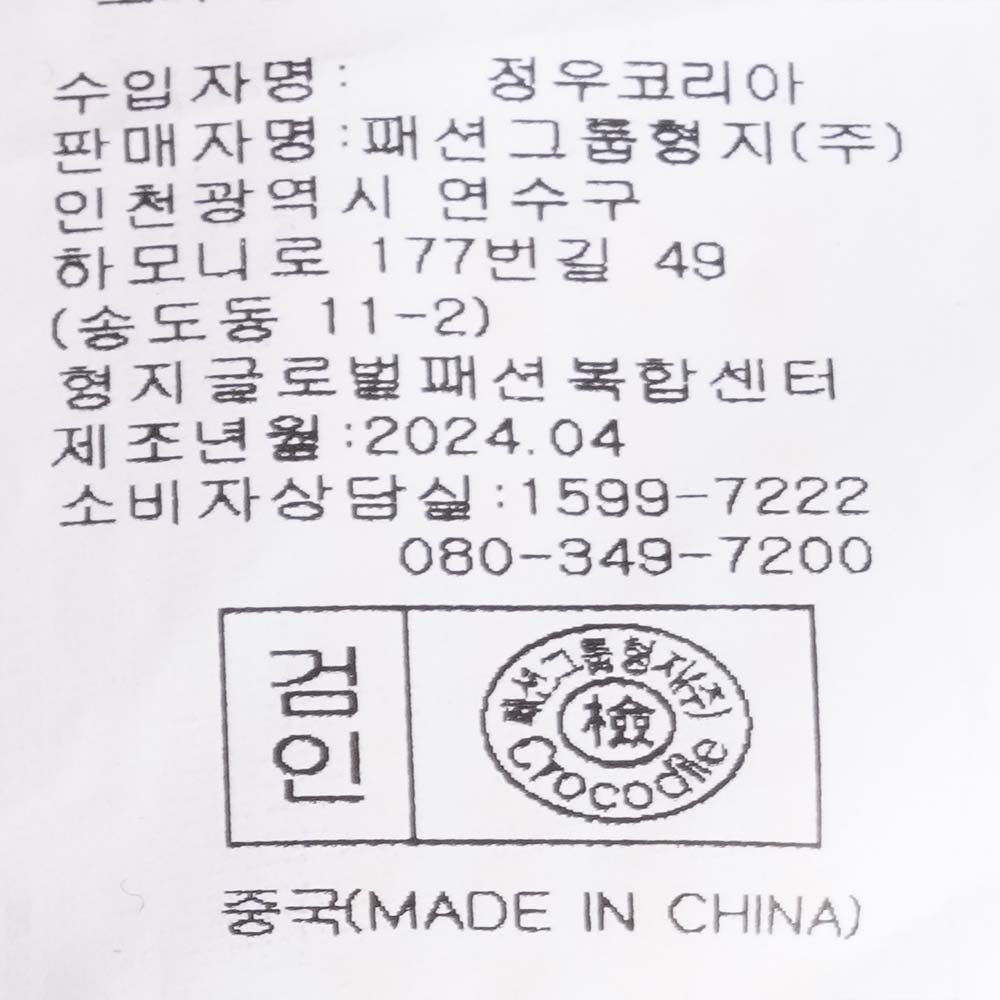 수입자명: 정우코리아
판매자명:패션그룹형지(주)
인천광역시 연수구
하모니로 177번길 49
(송도동 11-2)
형지글로벌패션복합센터
제조년월:2024.04
소비자상담실:1599-7222
080-349-7200
검인
패션그룹형지(주)
檢
Crocodile
중국(MADE IN CHINA)